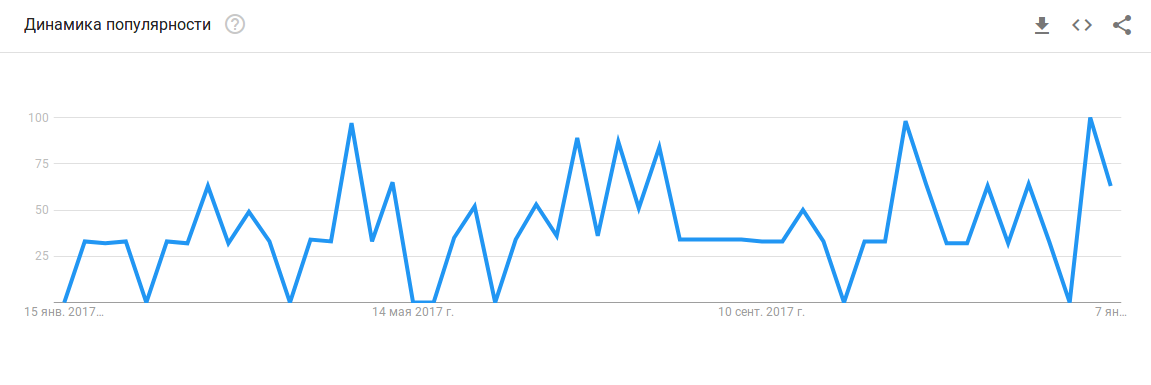 Динамика популярности ?
100
75
50
25
15 янв. 2017…
14 мая 2017 г.
10 сент. 2017 г.
7 ян…